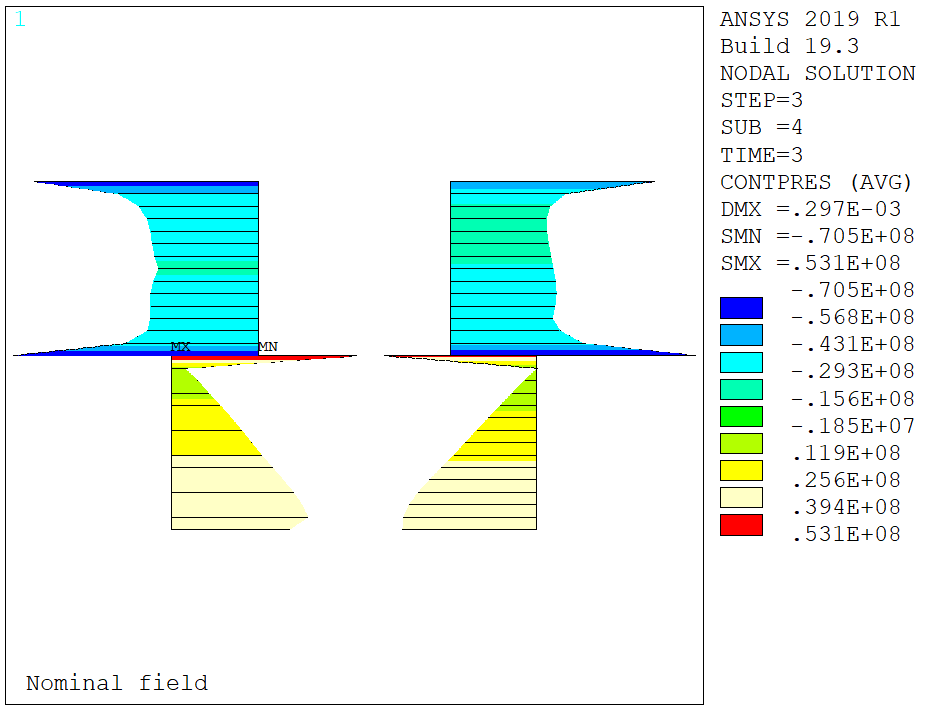 1
ANSYS 2019 R1
Build 19.3
NODAL SOLUTION
STEP=3
SUB =4
TIME=3
CONTPRES (AVG)
DMX =.297E-03
SMN =-.705E+08
SMX =.531E+08
-.705E+08
-.568E+08
-.431E+08
-.293E+08
-.156E+08
-.185E+07
.119E+08
.256E+08
.394E+08
.531E+08
MX
MN
Nominal field